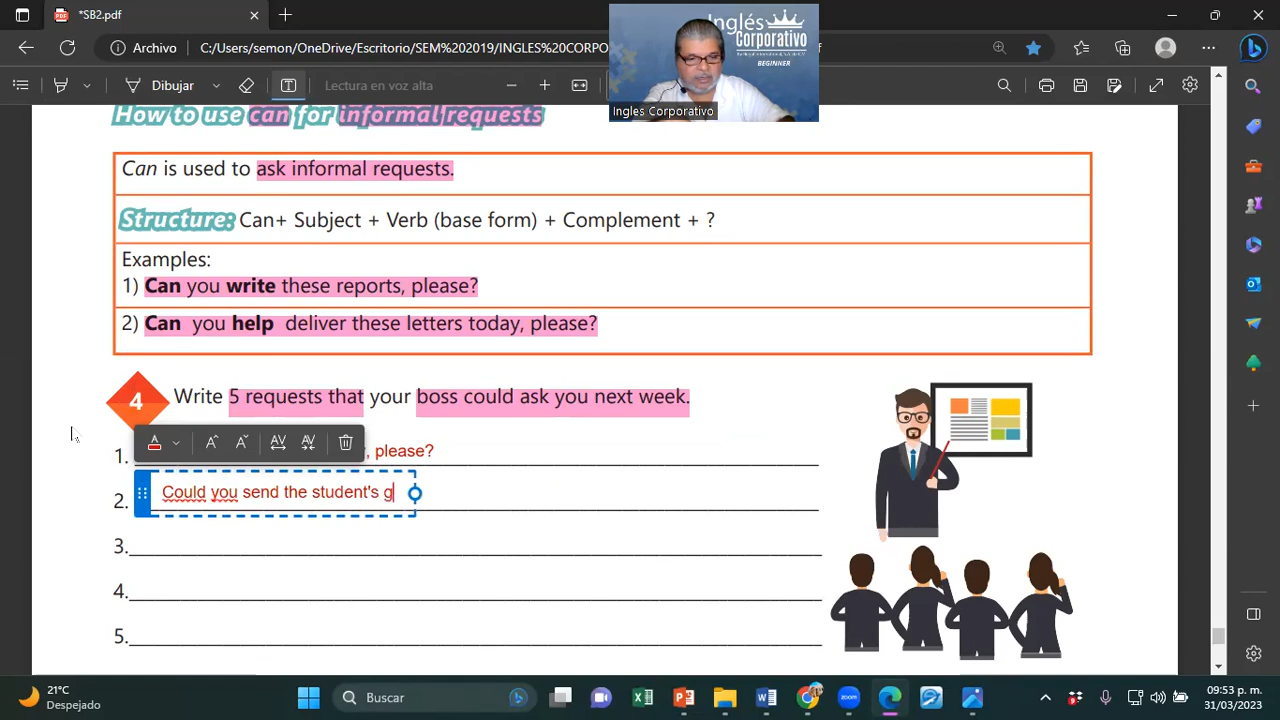 *SB2.pdf
Archivo
C:/Users/semon/OneDrive/Escritorio/SEM%202019/INGLES%20CORPO
Inglés
Corporativo
BEGINNER
Ingles Corporativo
Dibujar
Lectura en voz alta
How to use can for informal requests
Can is used to ask informal requests.
Structure: Can+ Subject + Verb (base form) + Complement + ?
Examples:
1) Can you write these reports, please?
2) Can you help deliver these letters today, please?
4 Write 5 requests that your boss could ask you next week.
1. , please?
2. Could you send the student's g
3.
4.
5.
21°C
Despejado
Buscar
09:53 p. m.
31/03/2023